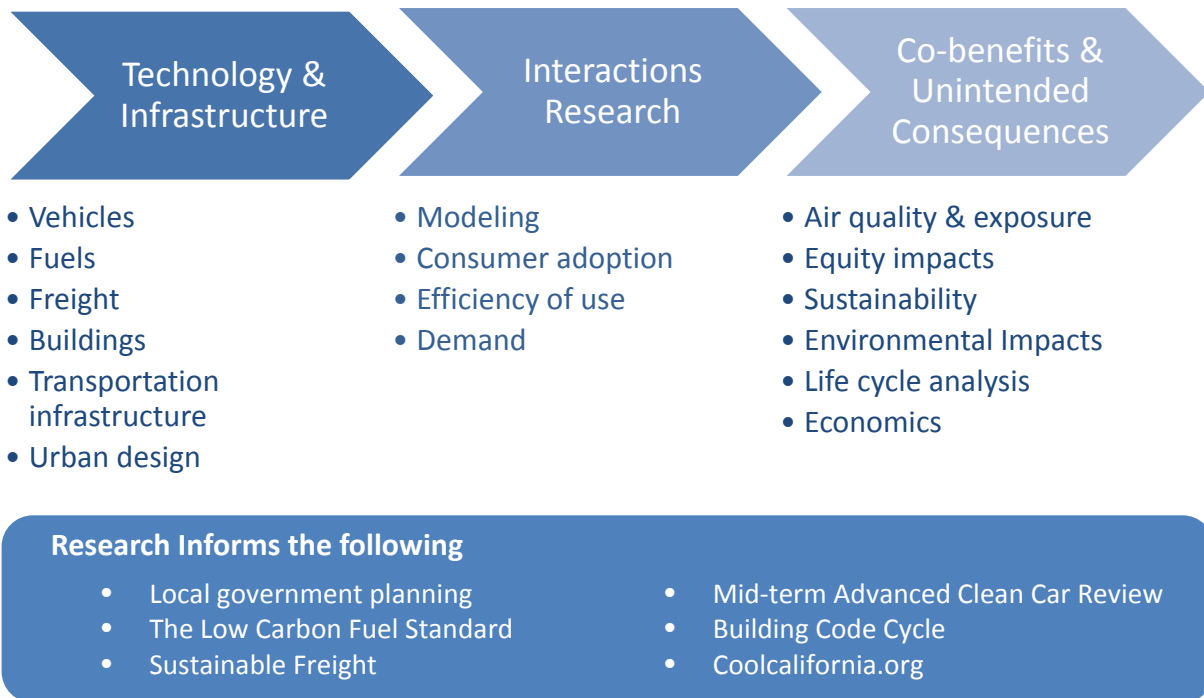 Technology &
Infrastructure
Interactions
Research
Co-benefits &
Unintended
Consequences
• Vehicles
• Fuels
• Freight
• Buildings
• Transportation
infrastructure
• Urban design
• Modeling
• Consumer adoption
• Efficiency of use
• Demand
• Air quality & exposure
• Equity impacts
• Sustainability
• Environmental Impacts
• Life cycle analysis
• Economics
Research Informs the following
• Local government planning
• The Low Carbon Fuel Standard
• Sustainable Freight
• Mid-term Advanced Clean Car Review
• Building Code Cycle
• Coolcalifornia.org